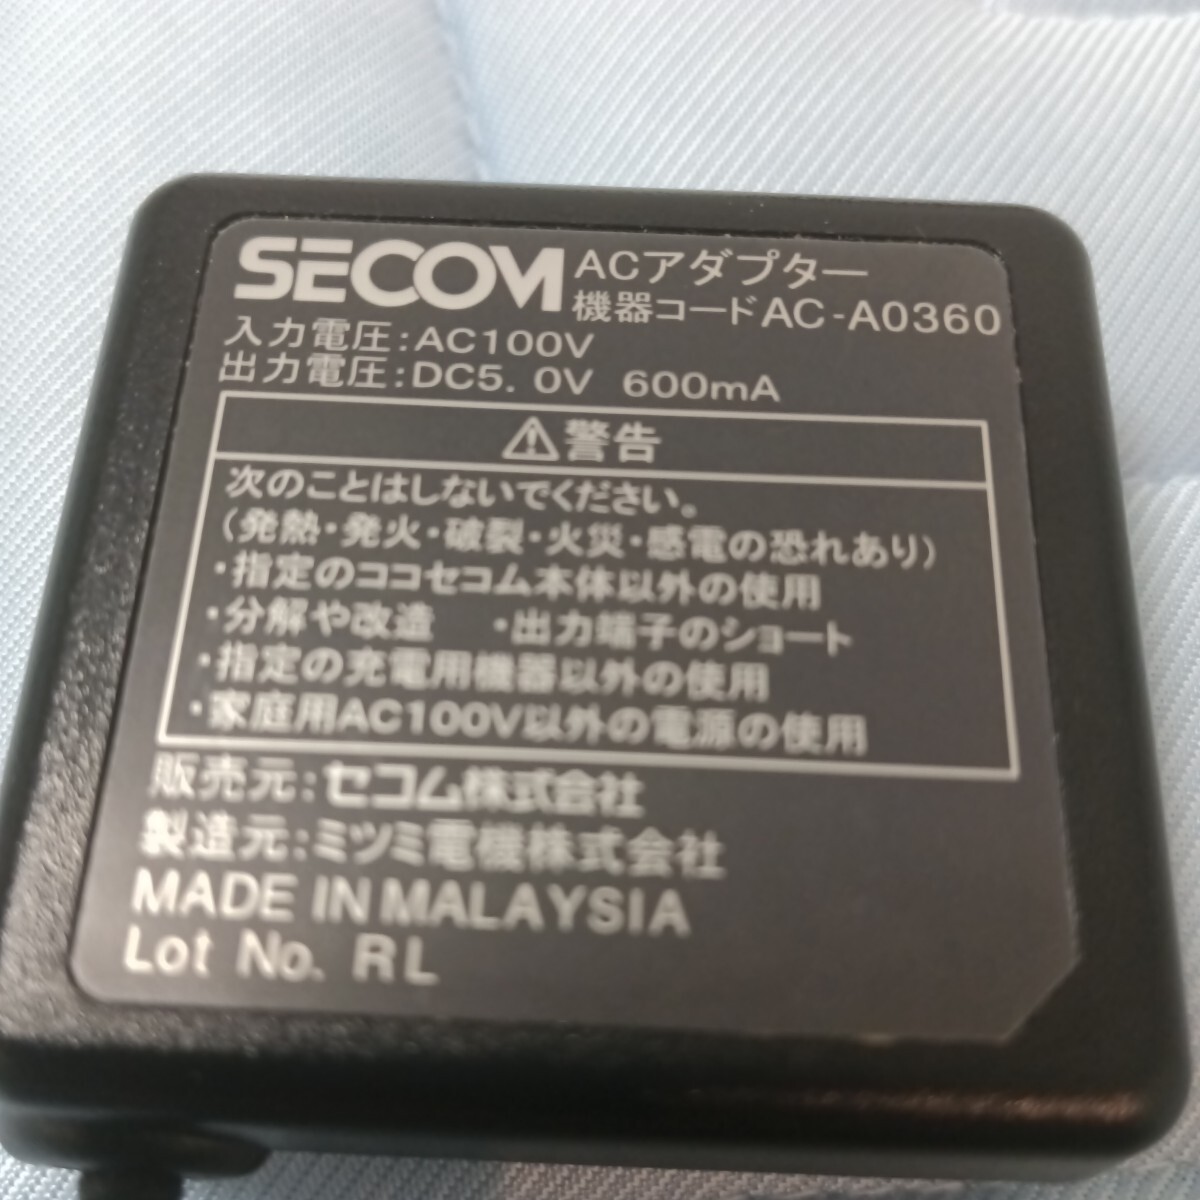 SECOM ACアダプター
機器コードAC-A0360
入力電圧:AC100V
出力電圧:DC5.0V 600mA
⚠警告
次のことはしないでください。
(発熱・発火・破裂・火災・感電の恐れあり)
・指定のココセコム本体以外の使用
・分解や改造 ・出力端子のショート
・指定の充電用機器以外の使用
・家庭用AC100V以外の電源の使用
販売元:セコム株式会社
製造元:ミツミ電機株式会社
MADE IN MALAYSIA
Lot No. RL